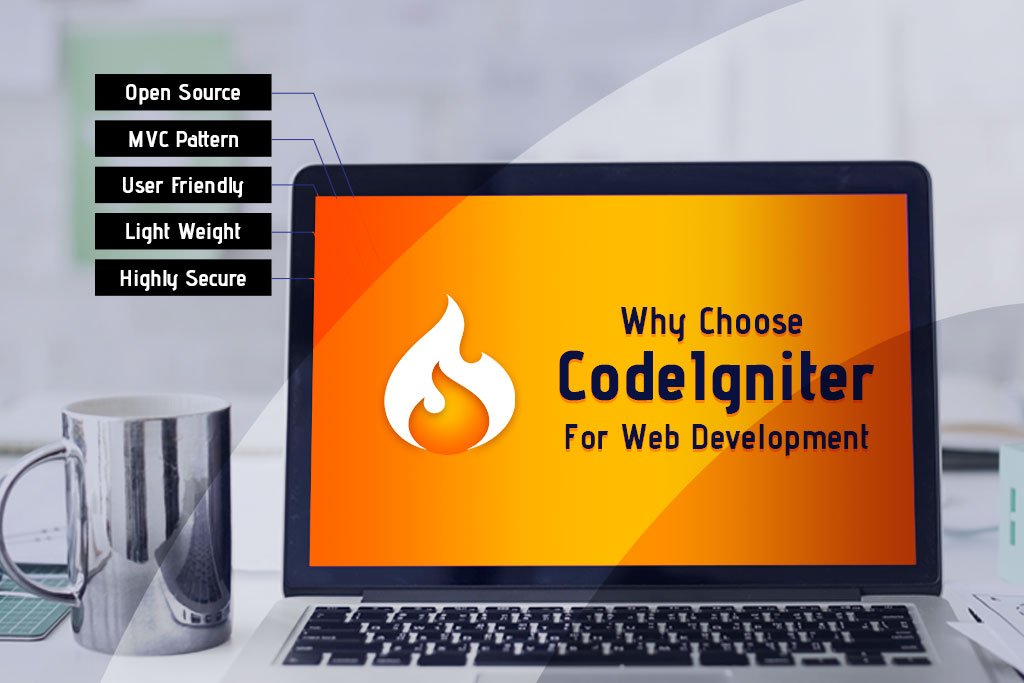 Open Source
MVC Pattern
User Friendly
Light Weight
Highly Secure
Why Choose
CodeIgniter
For Web Development